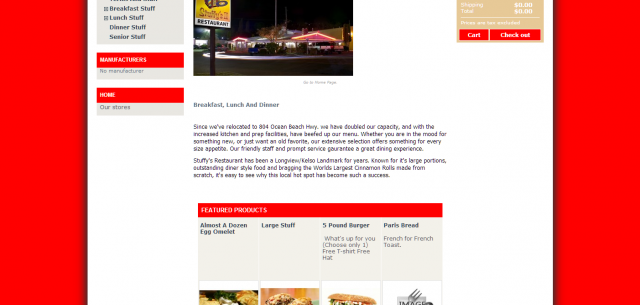 Breakfast Stuff
Lunch Stuff
Dinner Stuff
Senior Stuff
MANUFACTURERS
No manufacturer
HOME
Our stores
RESTAURANT
Go to Home Page.
Breakfast, Lunch And Dinner
Since we've relocated to 804 Ocean Beach Hwy. we have doubled our capacity, and with the
increased kitchen and prep facilities, have beefed up our menu. Whether you are in the mood for
something new, or just want an old favorite, our extensive selection offers something for every
size appetite. Our friendly staff and prompt service gaurantee a great dining experience.
Stuffy's Restaurant has been a Longview/Kelso Landmark for years. Known for it's large portions,
outstanding diner style food and bragging the Worlds Largest Cinnamon Rolls made from
scratch, it's easy to see why this local hot spot has become such a success.
FEATURED PRODUCTS
Almost A Dozen
Egg Omelet
Large Stuff
5 Pound Burger
What's up for you
(Choose only 1)
Free T-shirt Free
Hat
Paris Bread
French for French
Toast.
IMAGE
Shipping $0.00
Total $0.00
Prices are tax excluded
Cart
Check out